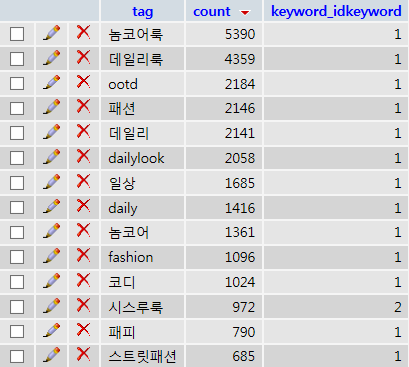 tag count keyword_idkeyword
놈코어룩 5390 1
데일리룩 4359 1
ootd 2184 1
패션 2146 1
데일리 2141 1
dailylook 2058 1
일상 1685 1
daily 1416 1
놈코어 1361 1
fashion 1096 1
코디 1024 1
시스루룩 972 2
패피 790 1
스트릿패션 685 1